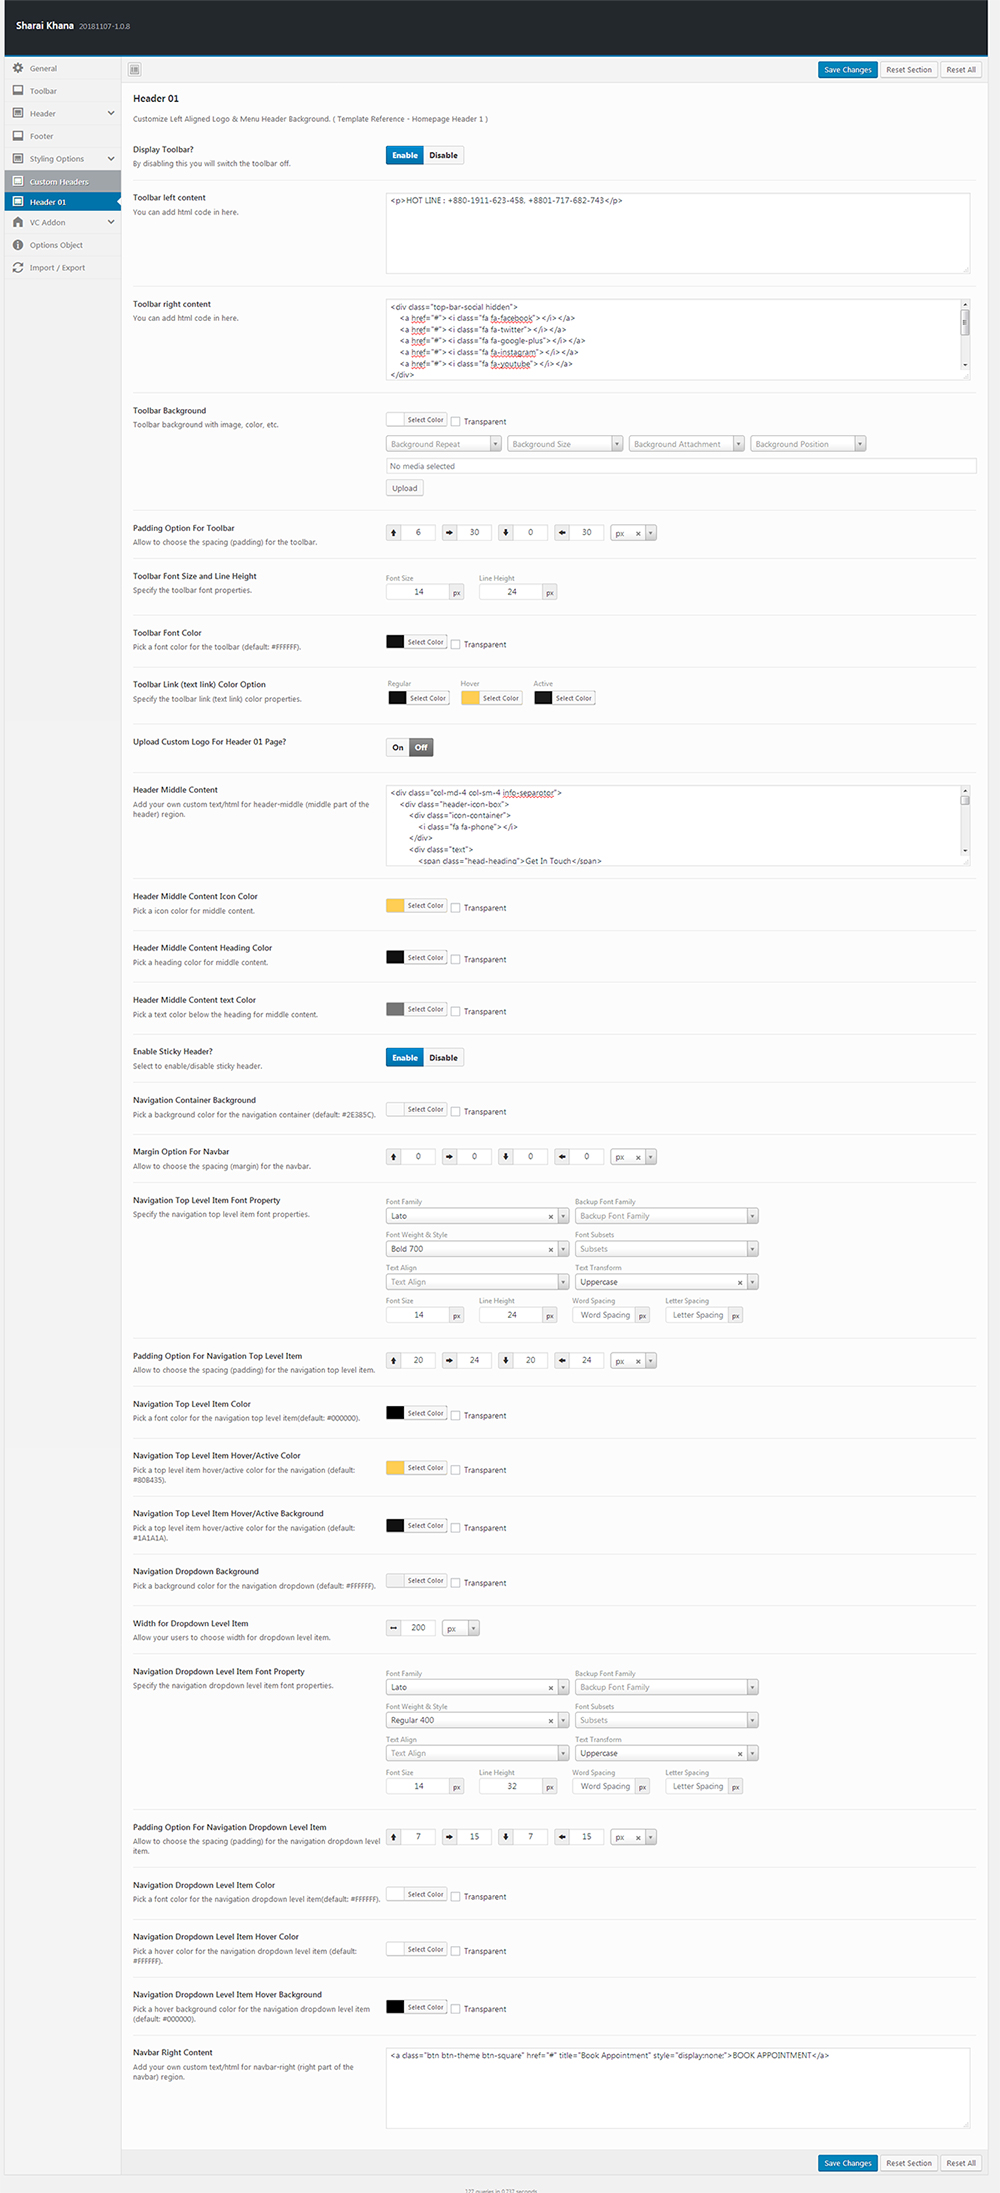 Sharai Khana 20181107-1.0.8
General
Toolbar
Header
Footer
Styling Options
Custom Headers
Header 01
VC Addon
Options Object
Import / Export
Save Changes Reset Section Reset All
Header 01
Customize Left Aligned Logo & Menu Header Background. ( Template Reference - Homepage Header 1 )
Display Toolbar?
By disabling this you will switch the toolbar off.
Enable Disable
Toolbar left content
You can add html code in here.
<p>HOT LINE : +880-1911-623-458, +8801-717-682-743</p>
Toolbar right content
You can add html code in here.
<div class="top-bar-social hidden">
<a href="#"><i class="fa fa-facebook"></i></a>
<a href="#"><i class="fa fa-twitter"></i></a>
<a href="#"><i class="fa fa-google-plus"></i></a>
<a href="#"><i class="fa fa-instagram"></i></a>
<a href="#"><i class="fa fa-youtube"></i></a>
</div>
Toolbar Background
Toolbar background with image, color, etc.
Select Color Transparent
Background Repeat Background Size Background Attachment Background Position
No media selected
Upload
Padding Option For Toolbar
Allow to choose the spacing (padding) for the toolbar.
6 30 0 30 px
Toolbar Font Size and Line Height
Specify the toolbar font properties.
Font Size Line Height
14 px 24 px
Toolbar Font Color
Pick a font color for the toolbar (default: #FFFFFF).
Select Color Transparent
Toolbar Link (text link) Color Option
Specify the toolbar link (text link) color properties.
Regular Hover Active
Select Color Select Color Select Color
Upload Custom Logo For Header 01 Page?
On Off
Header Middle Content
Add your own custom text/html for header-middle (middle part of the
header) region.
<div class="col-md-4 col-sm-4 info-separator">
<div class="header-icon-box">
<div class="icon-container">
<i class="fa fa-phone"></i>
</div>
<div class="text">
<span class="head-heading">Get In Touch</span>
Header Middle Content Icon Color
Pick a icon color for middle content.
Select Color Transparent
Header Middle Content Heading Color
Pick a heading color for middle content.
Select Color Transparent
Header Middle Content text Color
Pick a text color below the heading for middle content.
Select Color Transparent
Enable Sticky Header?
Select to enable/disable sticky header.
Enable Disable
Navigation Container Background
Pick a background color for the navigation container (default: #2E385C).
Select Color Transparent
Margin Option For Navbar
Allow to choose the spacing (margin) for the navbar.
0 0 0 0 px
Navigation Top Level Item Font Property
Specify the navigation top level item font properties.
Font Family Backup Font Family
Lato Backup Font Family
Font Weight & Style Font Subsets
Bold 700 Subsets
Text Align Text Transform
Text Align Uppercase
Font Size Line Height Word Spacing Letter Spacing
14 px 24 px Word Spacing px Letter Spacing px
Padding Option For Navigation Top Level Item
Allow to choose the spacing (padding) for the navigation top level item.
20 24 20 24 px
Navigation Top Level Item Color
Pick a font color for the navigation top level item(default: #000000).
Select Color Transparent
Navigation Top Level Item Hover/Active Color
Pick a top level item hover/active color for the navigation (default:
#80B435).
Select Color Transparent
Navigation Top Level Item Hover/Active Background
Pick a top level item hover/active color for the navigation (default:
#1A1A1A).
Select Color Transparent
Navigation Dropdown Background
Pick a background color for the navigation dropdown (default: #FFFFFF).
Select Color Transparent
Width for Dropdown Level Item
Allow your users to choose width for dropdown level item.
200 px
Navigation Dropdown Level Item Font Property
Specify the navigation dropdown level item font properties.
Font Family Backup Font Family
Lato Backup Font Family
Font Weight & Style Font Subsets
Regular 400 Subsets
Text Align Text Transform
Text Align Uppercase
Font Size Line Height Word Spacing Letter Spacing
14 px 32 px Word Spacing px Letter Spacing px
Padding Option For Navigation Dropdown Level Item
Allow to choose the spacing (padding) for the navigation dropdown level
item.
7 15 7 15 px
Navigation Dropdown Level Item Color
Pick a font color for the navigation dropdown level item(default: #FFFFFF).
Select Color Transparent
Navigation Dropdown Level Item Hover Color
Pick a hover color for the navigation dropdown level item (default:
#FFFFFF).
Select Color Transparent
Navigation Dropdown Level Item Hover Background
Pick a hover background color for the navigation dropdown level item
(default: #000000).
Select Color Transparent
Navbar Right Content
Add your own custom text/html for navbar-right (right part of the
navbar) region.
<a class="btn btn-theme btn-square" href="#" title="Book Appointment" style="display:none;">BOOK APPOINTMENT</a>
Save Changes Reset Section Reset All